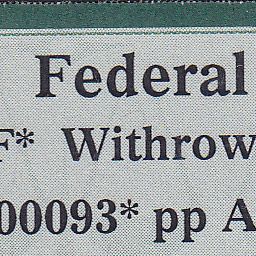 Federal
F* Withrow
00093* pp A